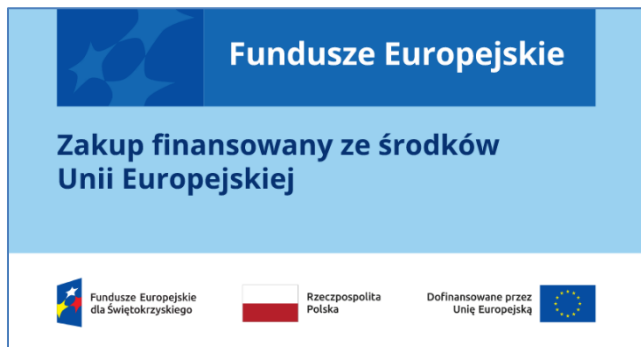 Fundusze Europejskie
Zakup finansowany ze środków
Unii Europejskiej
Fundusze Europejskie
dla Świętokrzyskiego
Rzeczpospolita
Polska
Dofinansowane przez
Unię Europejską